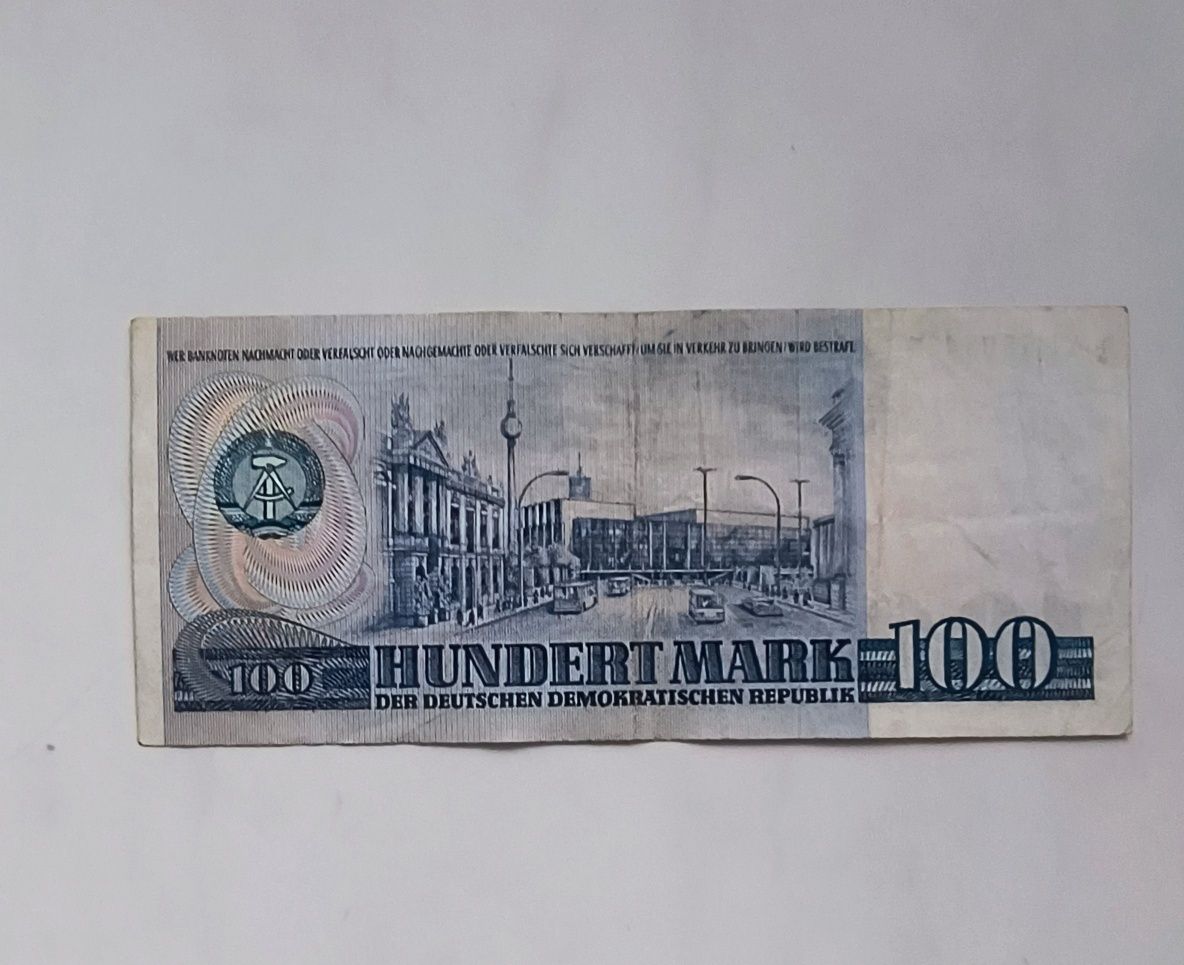 WER BANKNOTEN NACHMACHT ODER VERFÄLSCHT ODER NACHGEMACHTE ODER VERFÄLSCHTE SICH VERSCHAFFT, UM SIE IN VERKEHR ZU BRINGEN, WIRD BESTRAFT.
100 HUNDERT MARK 100
DER DEUTSCHEN DEMOKRATISCHEN REPUBLIK